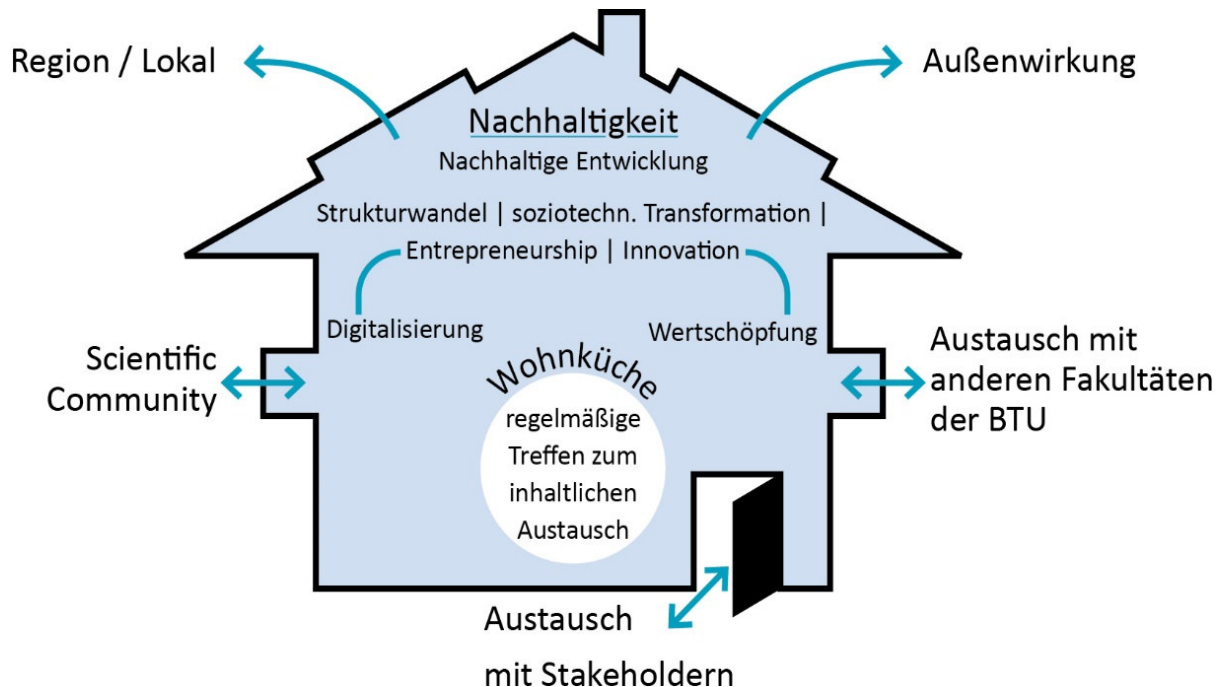 Region / Lokal
Außenwirkung
Nachhaltigkeit
Nachhaltige Entwicklung
Strukturwandel | soziotechn. Transformation |
Entrepreneurship | Innovation
Digitalisierung
Wertschöpfung
Scientific
Community
Wohnküche
regelmäßige
Treffen zum
inhaltlichen
Austausch
Austausch mit
anderen Fakultäten
der BTU
Austausch
mit Stakeholdern